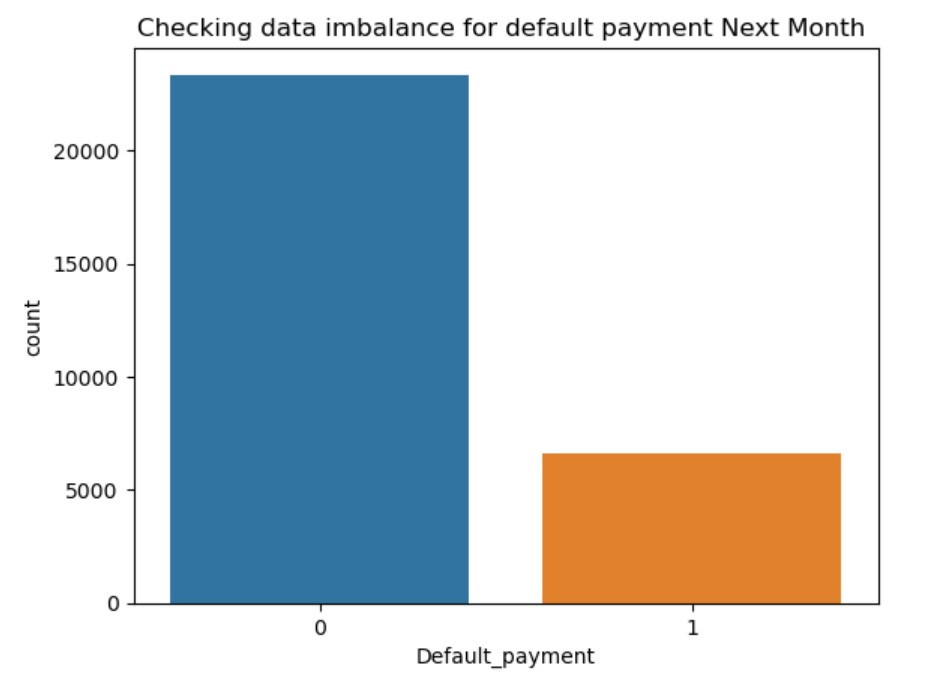 Checking data imbalance for default payment Next Month
20000
15000
10000
5000
0
count
0 1
Default_payment